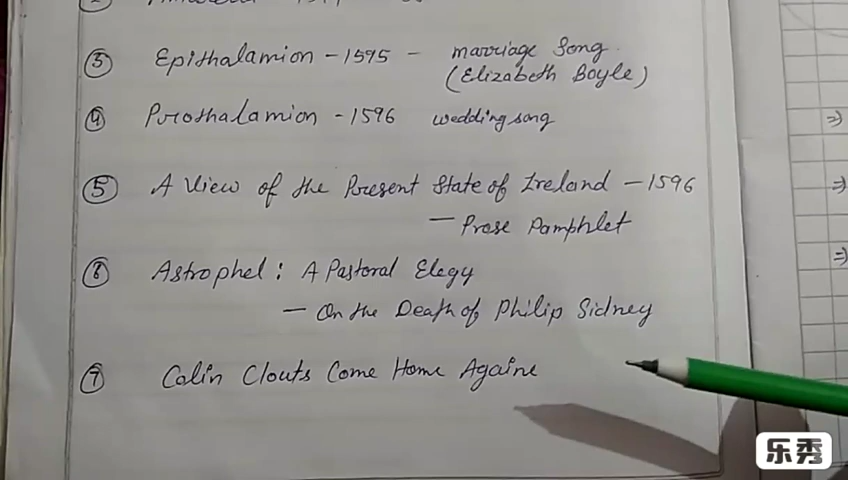 ③ Epithalamion - 1595 - marriage Song.
(Elizabeth Boyle)
④ Prothalamion - 1596 wedding song
⑤ A View of the Present State of Ireland - 1596
- Prose Pamphlet
⑥ Astrophel: A Pastoral Elegy
- On the Death of Philip Sidney
⑦ Colin Clouts Come Home Againe
⇒
⇒
⇒
乐秀